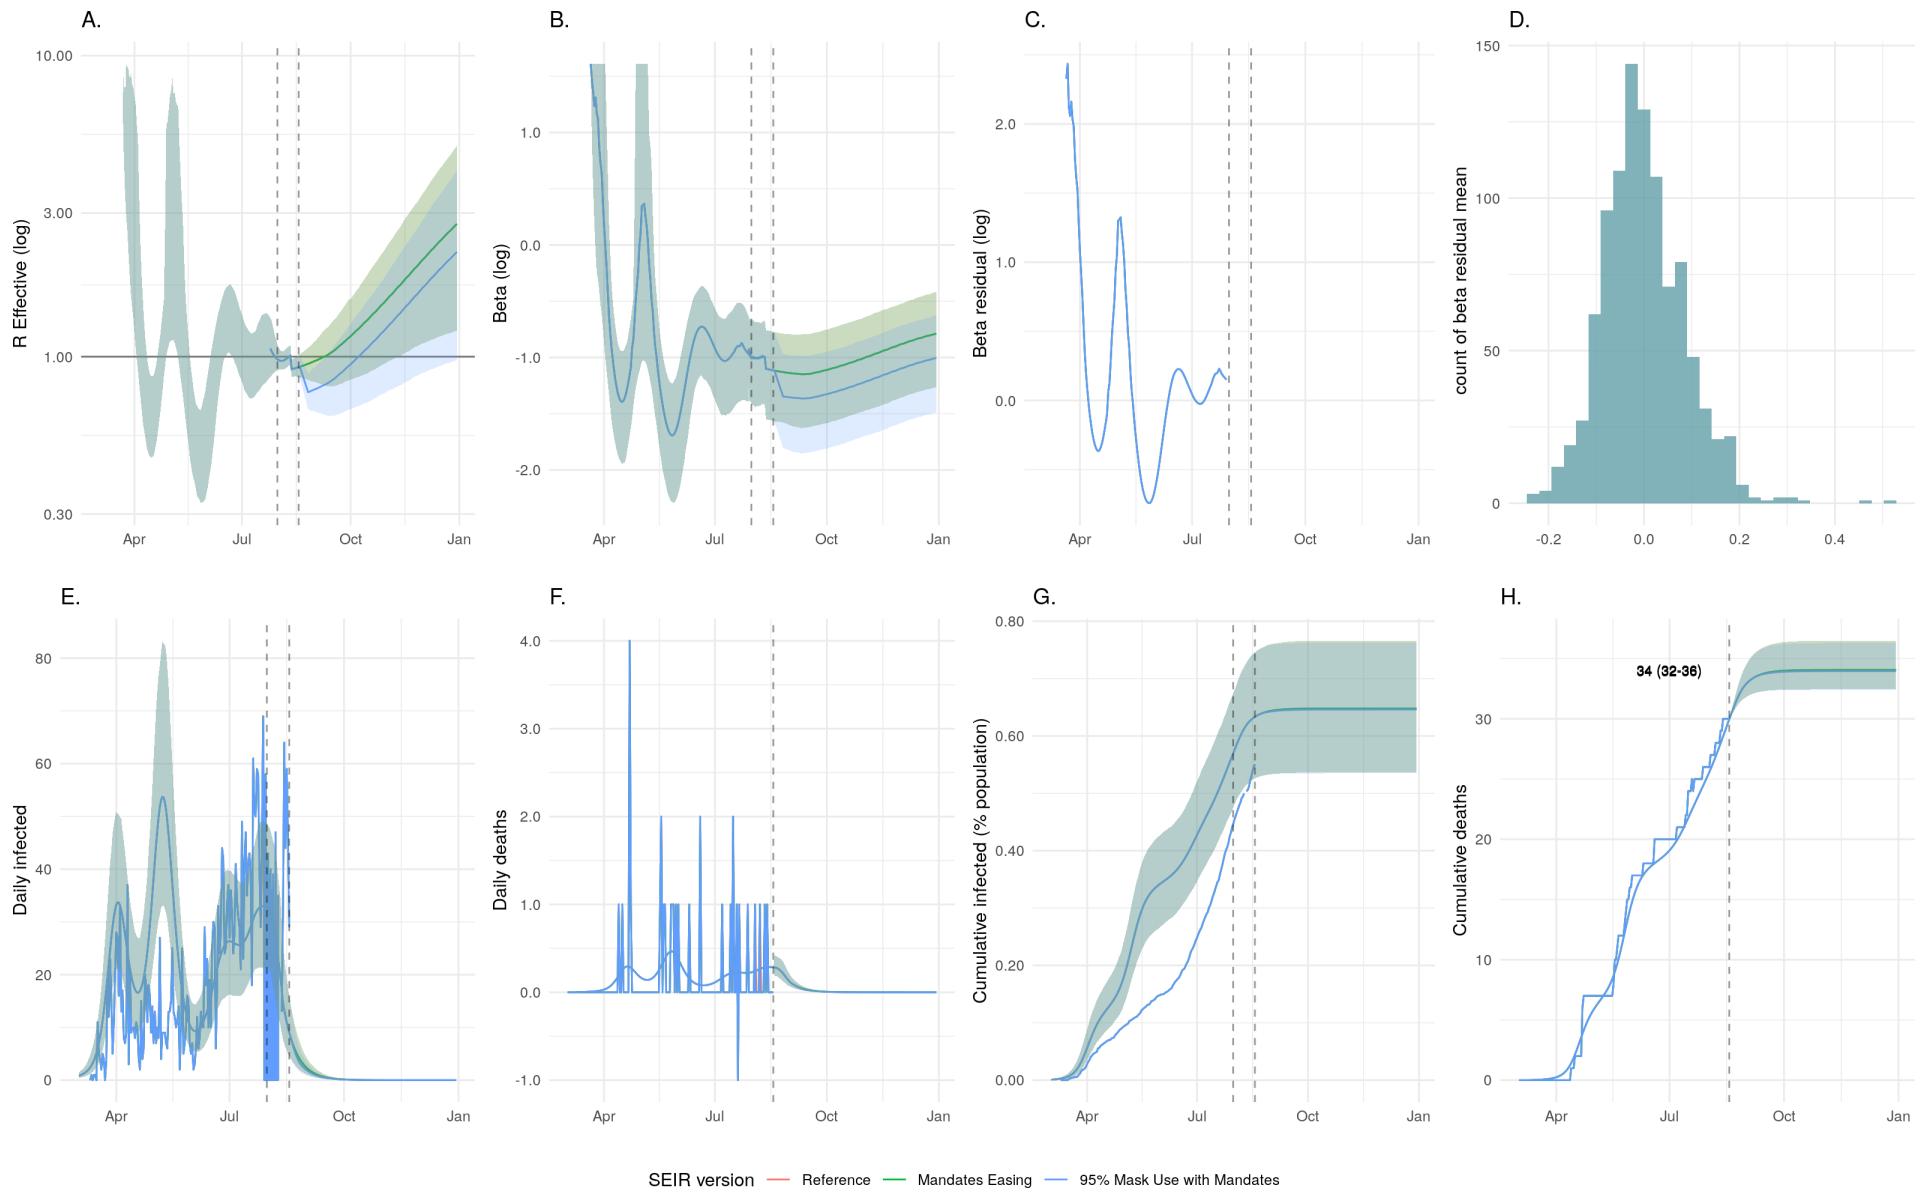 A.
B.
C.
D.
R Effective (log)
10.00
3.00
1.00
0.30
Apr
Jul
Oct
Jan
Beta (log)
1.0
0.0
-1.0
-2.0
Apr
Jul
Oct
Jan
Beta residual (log)
2.0
1.0
0.0
Apr
Jul
Oct
Jan
count of beta residual mean
150
100
50
0
-0.2
0.0
0.2
0.4
E.
F.
G.
H.
Daily infected
80
60
40
20
0
Apr
Jul
Oct
Jan
Daily deaths
4.0
3.0
2.0
1.0
0.0
-1.0
Apr
Jul
Oct
Jan
Cumulative infected (% population)
0.80
0.60
0.40
0.20
0.00
Apr
Jul
Oct
Jan
Cumulative deaths
34 (32-36)
30
20
10
0
Apr
Jul
Oct
Jan
SEIR version Reference Mandates Easing 95% Mask Use with Mandates